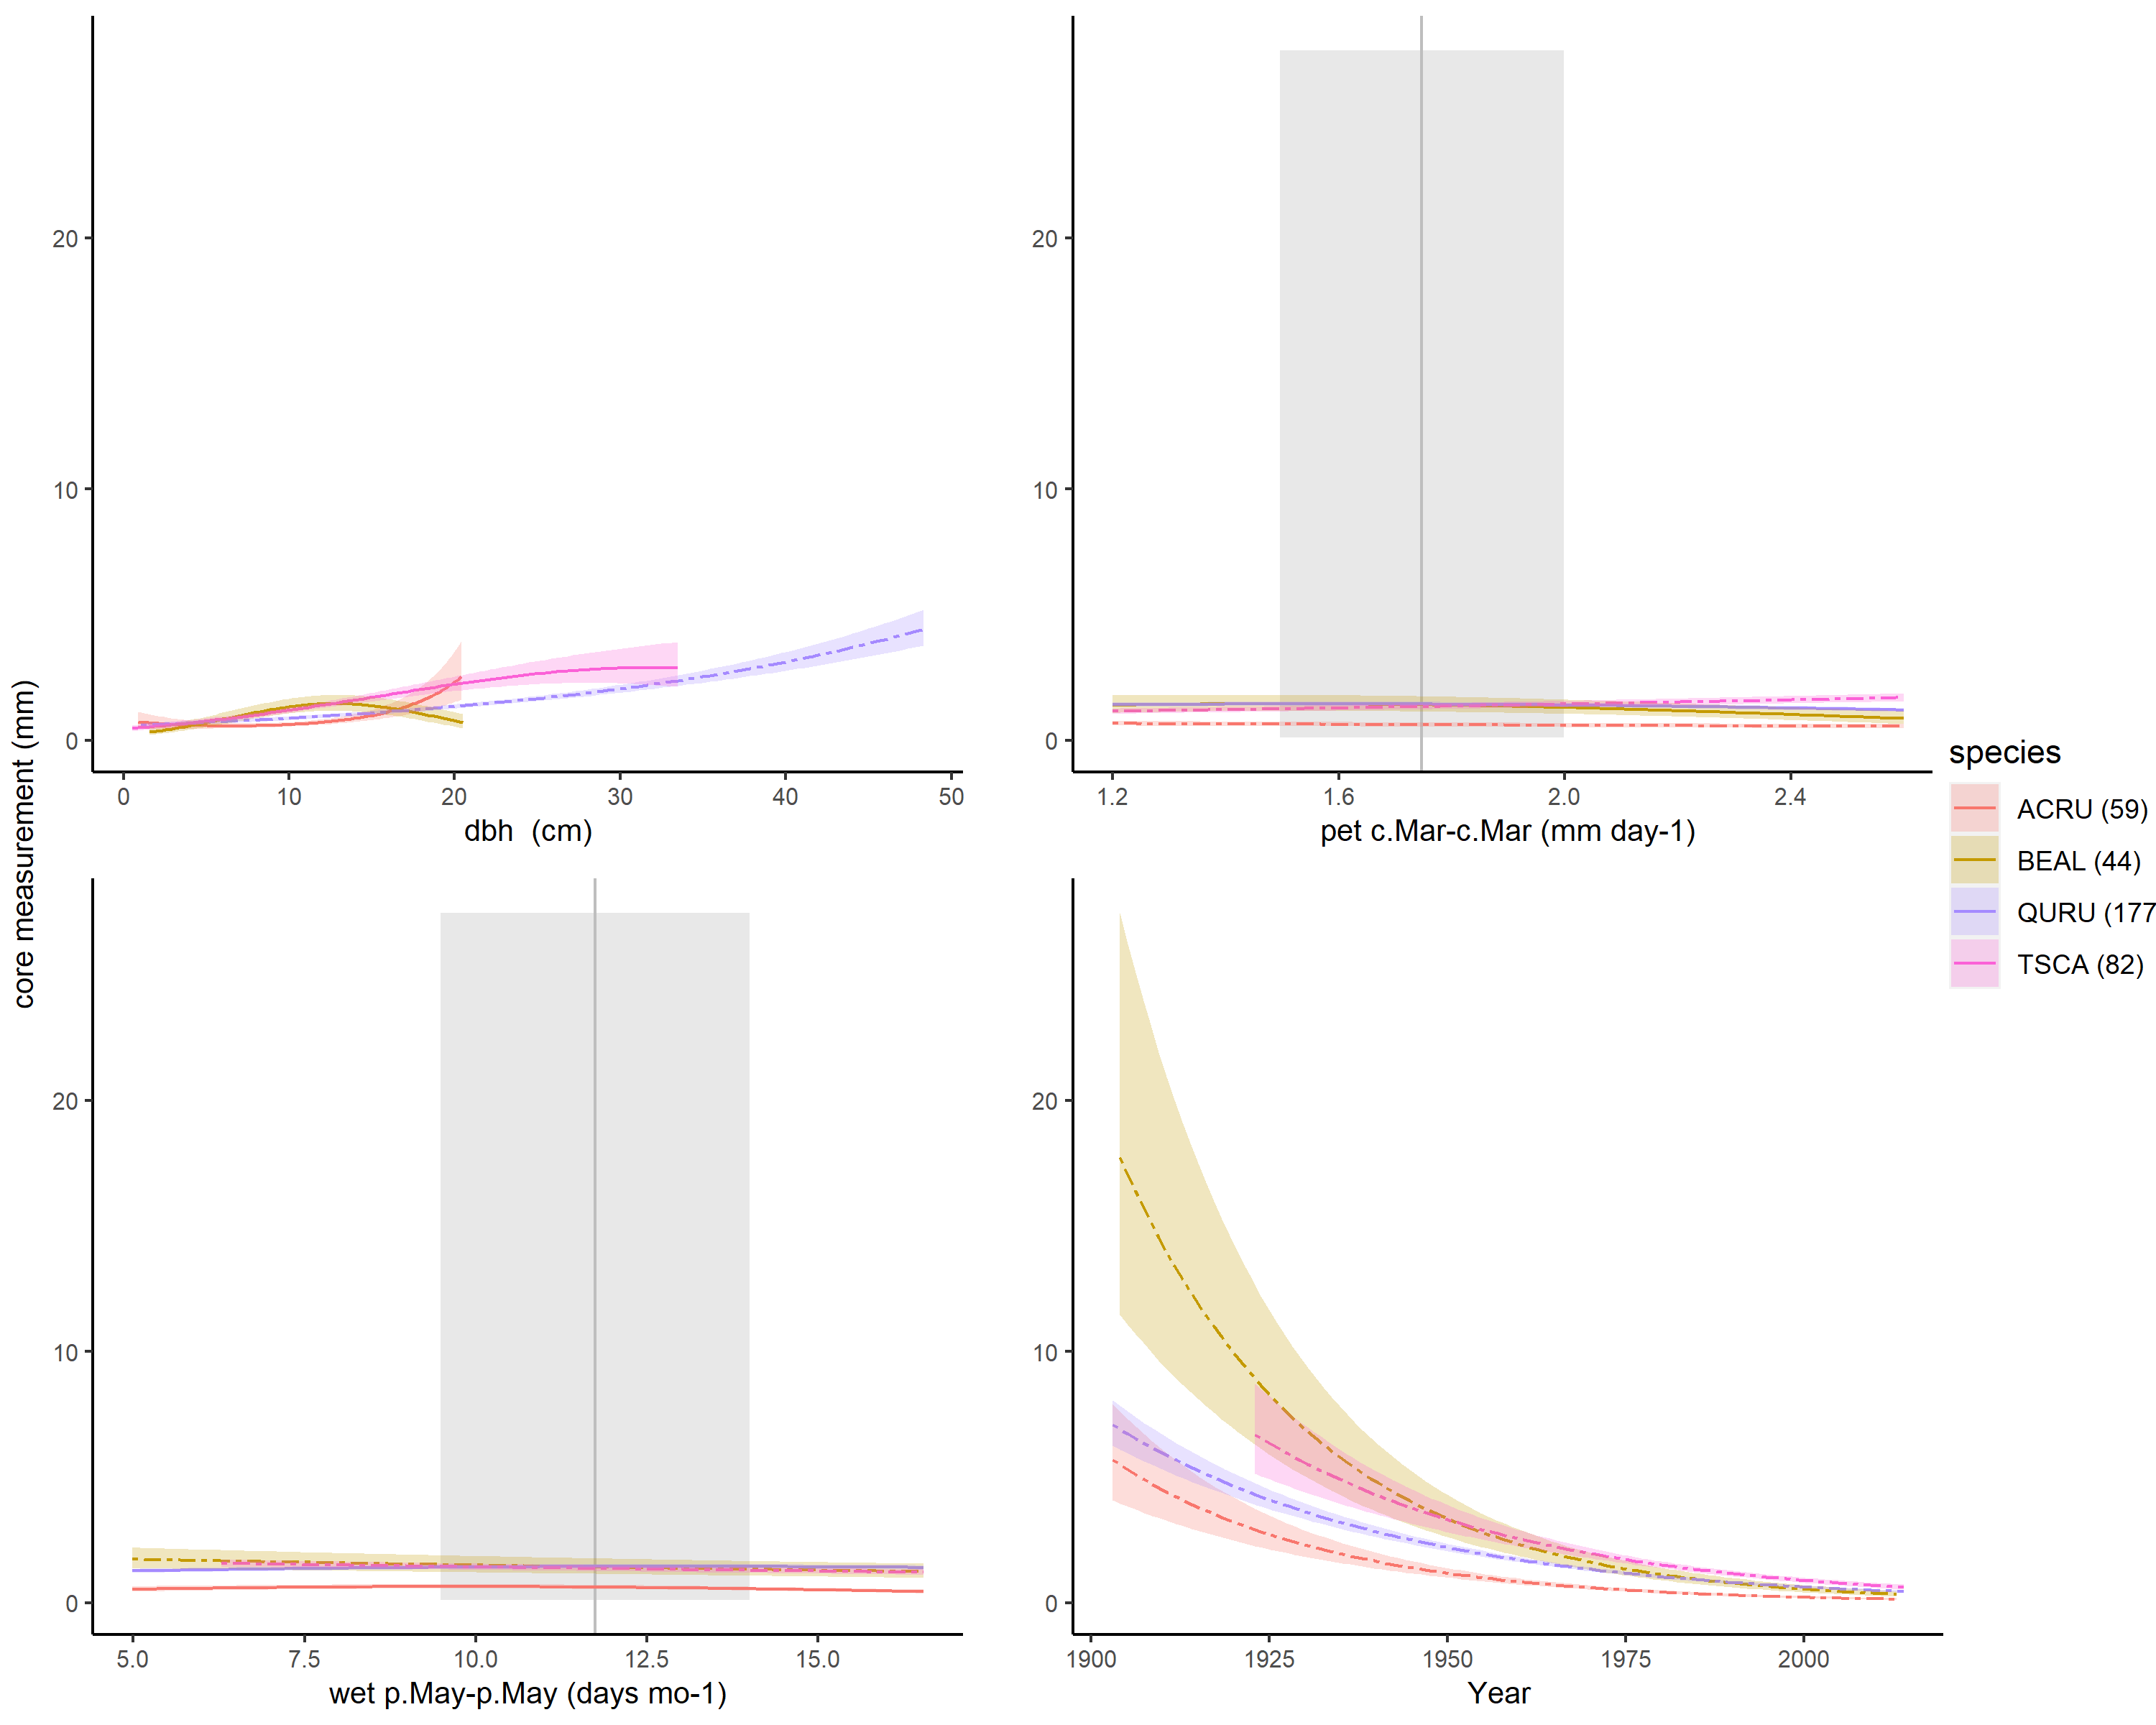 core measurement (mm)
20
10
0
0 10 20 30 40 50
dbh (cm)
20
10
0
1.2 1.6 2.0 2.4
pet c.Mar-c.Mar (mm day-1)
20
10
0
5.0 7.5 10.0 12.5 15.0
wet p.May-p.May (days mo-1)
20
10
0
1900 1925 1950 1975 2000
Year
species
ACRU (59)
BEAL (44)
QURU (177
TSCA (82)